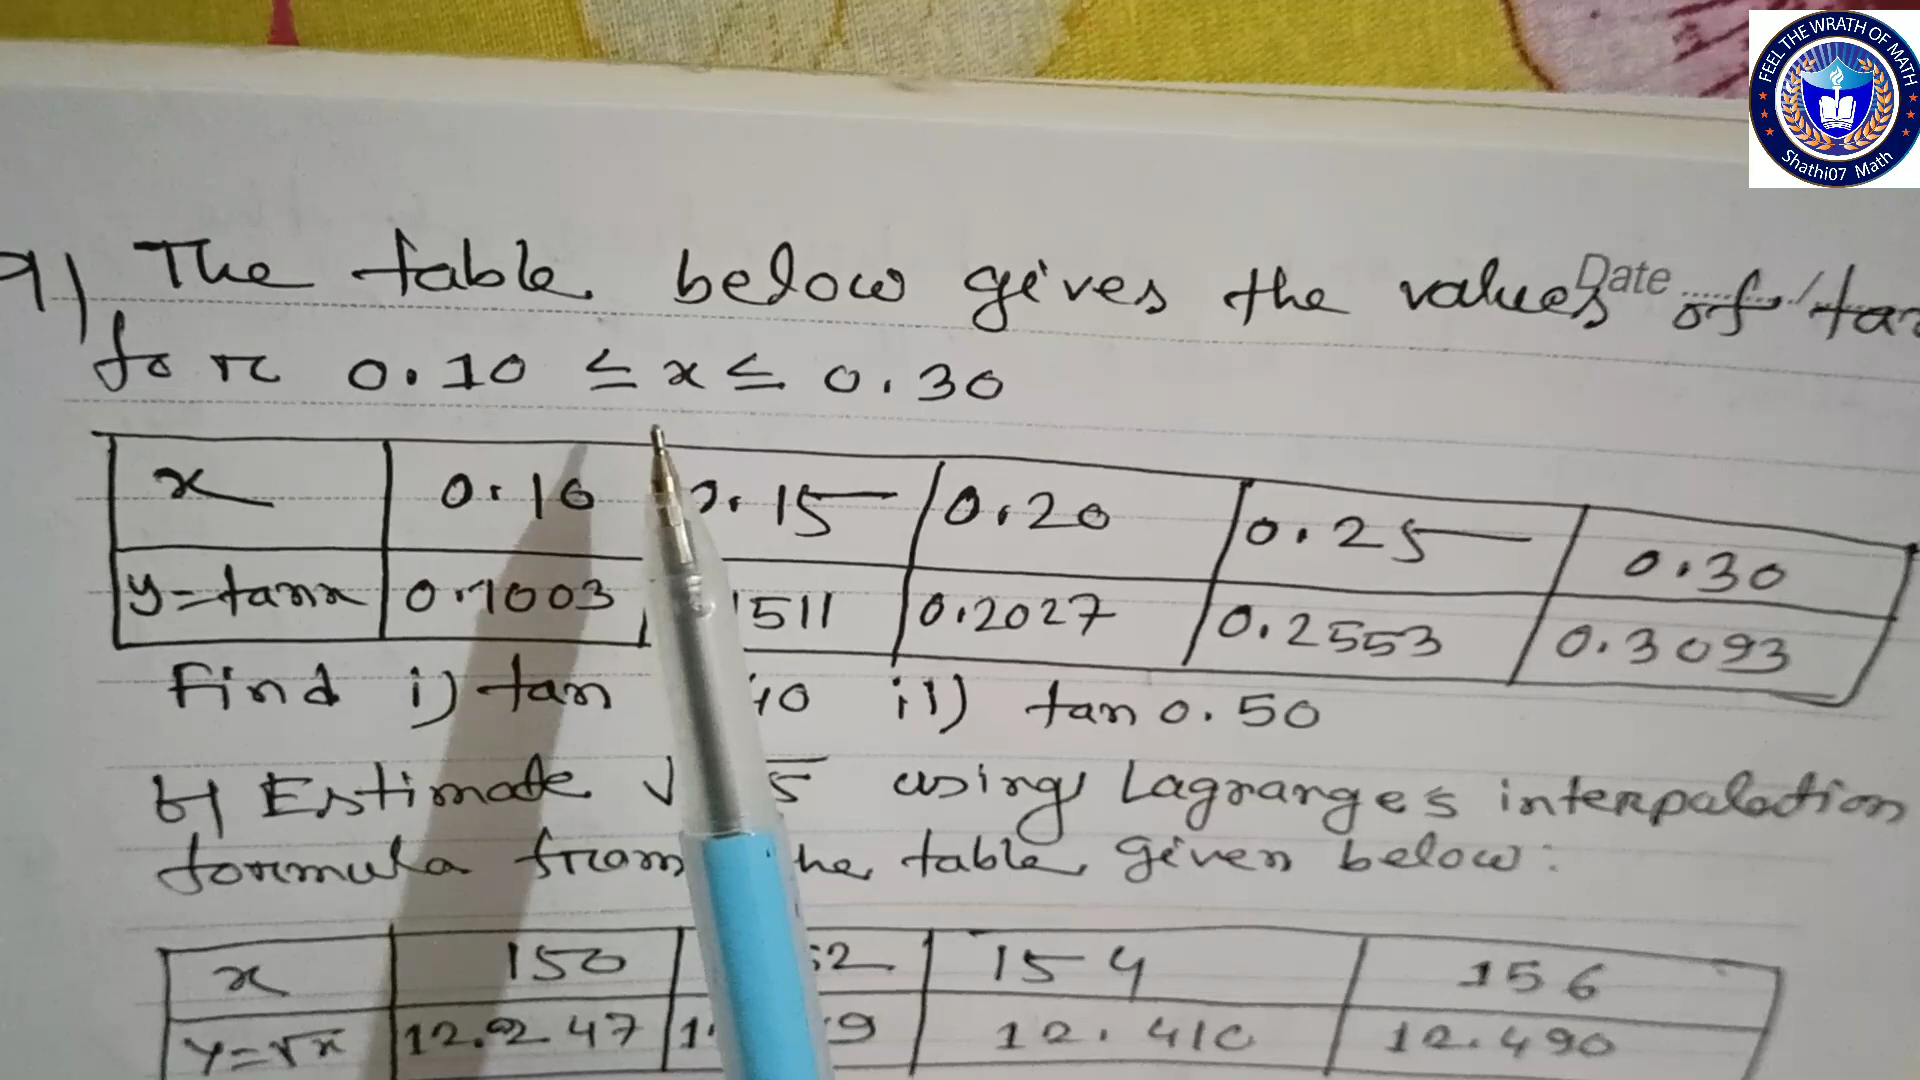 FEEL THE WRATH OF MATH
Shathi07 Math
Date
9) The table below gives the values of tan
for 0.10 ≤ x ≤ 0.30
x 0.10 0.15 0.20 0.25 0.30
y=tanx 0.1003 1511 0.2027 0.2553 0.3093
Find i) tan ii) tan 0.50
b) Estimate using Lagranges interpolation
formula from the table given below:
x 150 154 156
y=√x 12.247 12.410 12.490